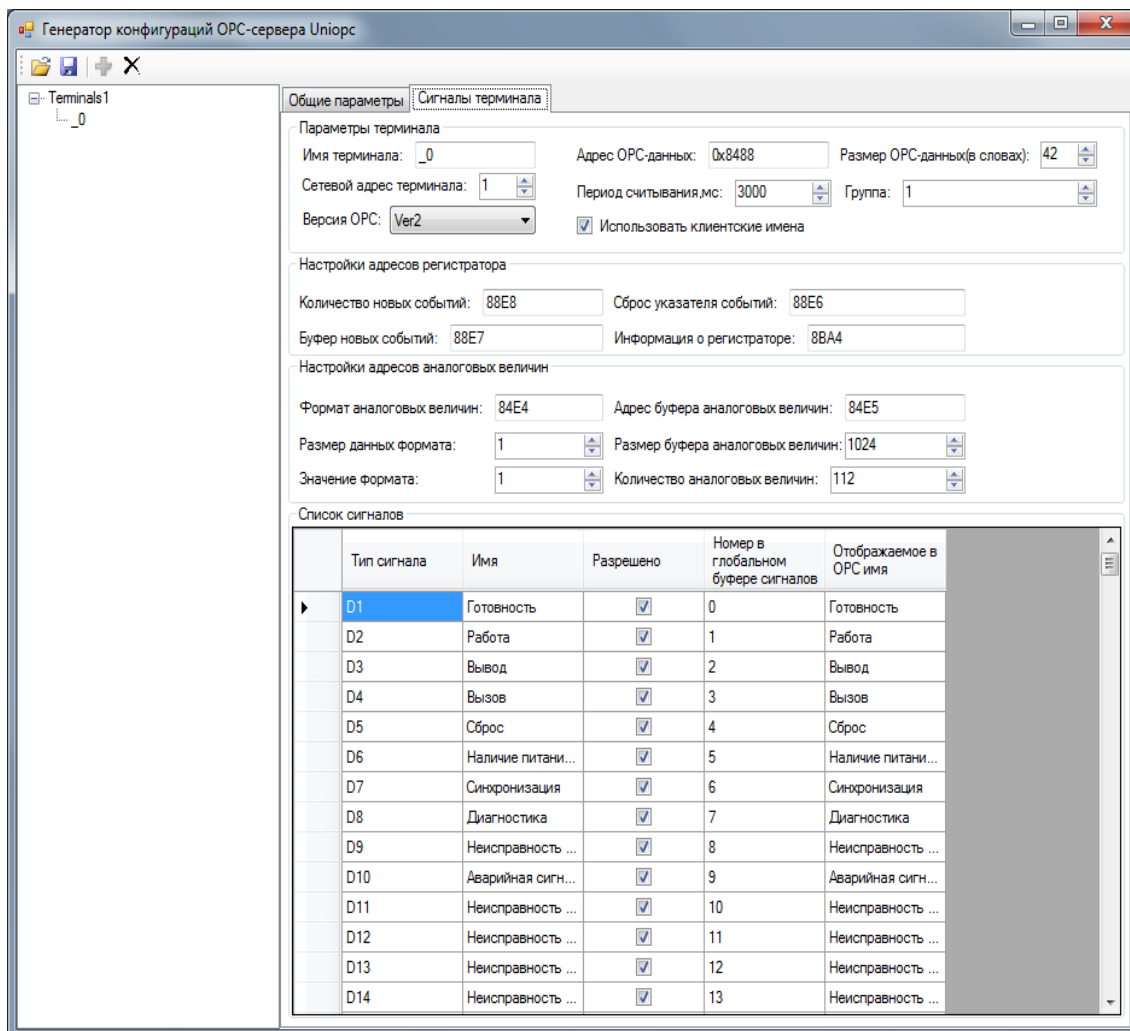 Генератор конфигураций OPC-сервера Uniopc
Terminals1
_0
Общие параметры Сигналы терминала
Параметры терминала
Имя терминала: _0 Адрес OPC-данных: 0x8488 Размер OPC-данных(в словах): 42
Сетевой адрес терминала: 1 Период считывания,мс: 3000 Группа: 1
Версия OPC: Ver2 Использовать клиентские имена
Настройки адресов регистратора
Количество новых событий: 88E8 Сброс указателя событий: 88E6
Буфер новых событий: 88E7 Информация о регистраторе: 8BA4
Настройки адресов аналоговых величин
Формат аналоговых величин: 84E4 Адрес буфера аналоговых величин: 84E5
Размер данных формата: 1 Размер буфера аналоговых величин: 1024
Значение формата: 1 Количество аналоговых величин: 112
Список сигналов
Тип сигнала Имя Разрешено Номер в глобальном буфере сигналов Отображаемое в OPC имя
D1 Готовность 0 Готовность
D2 Работа 1 Работа
D3 Вывод 2 Вывод
D4 Вызов 3 Вызов
D5 Сброс 4 Сброс
D6 Наличие питани... 5 Наличие питани...
D7 Синхронизация 6 Синхронизация
D8 Диагностика 7 Диагностика
D9 Неисправность ... 8 Неисправность ...
D10 Аварийная сигн... 9 Аварийная сигн...
D11 Неисправность ... 10 Неисправность ...
D12 Неисправность ... 11 Неисправность ...
D13 Неисправность ... 12 Неисправность ...
D14 Неисправность ... 13 Неисправность ...